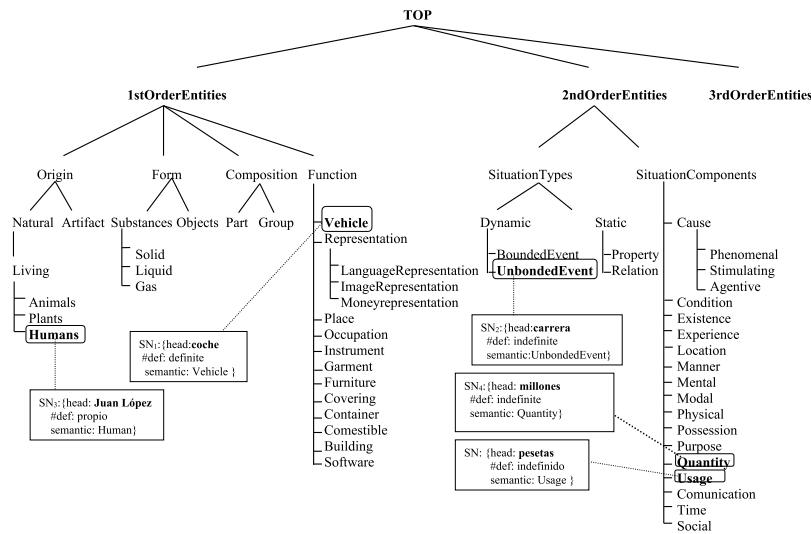 TOP
1stOrderEntities 2ndOrderEntities 3rdOrderEntities
Origin Form Composition Function SituationTypes SituationComponents
Natural Artifact Substances Objects Part Group Vehicle Dynamic Static Cause
Representation
Solid BoundedEvent Property Phenomenal
Living Liquid LanguageRepresentation UnbondedEvent Relation Stimulating
Gas ImageRepresentation Agentive
Animals Moneyrepresentation Condition
Plants Place Existence
Humans Occupation Experience
Instrument Location
Garment Manner
Furniture Mental
Covering Modal
Container Physical
Comestible Possession
Building Purpose
Software Quantity
Usage
Comunication
Time
Social
SN1:{head:coche
#def: definite
semantic: Vehicle }
SN3:{head: Juan López
#def: propio
semantic: Human}
SN2:{head:carrera
#def: indefinite
semantic:UnbondedEvent}
SN4:{head: millones
#def: indefinite
semantic: Quantity}
SN: {head: pesetas
#def: indefinido
semantic: Usage }